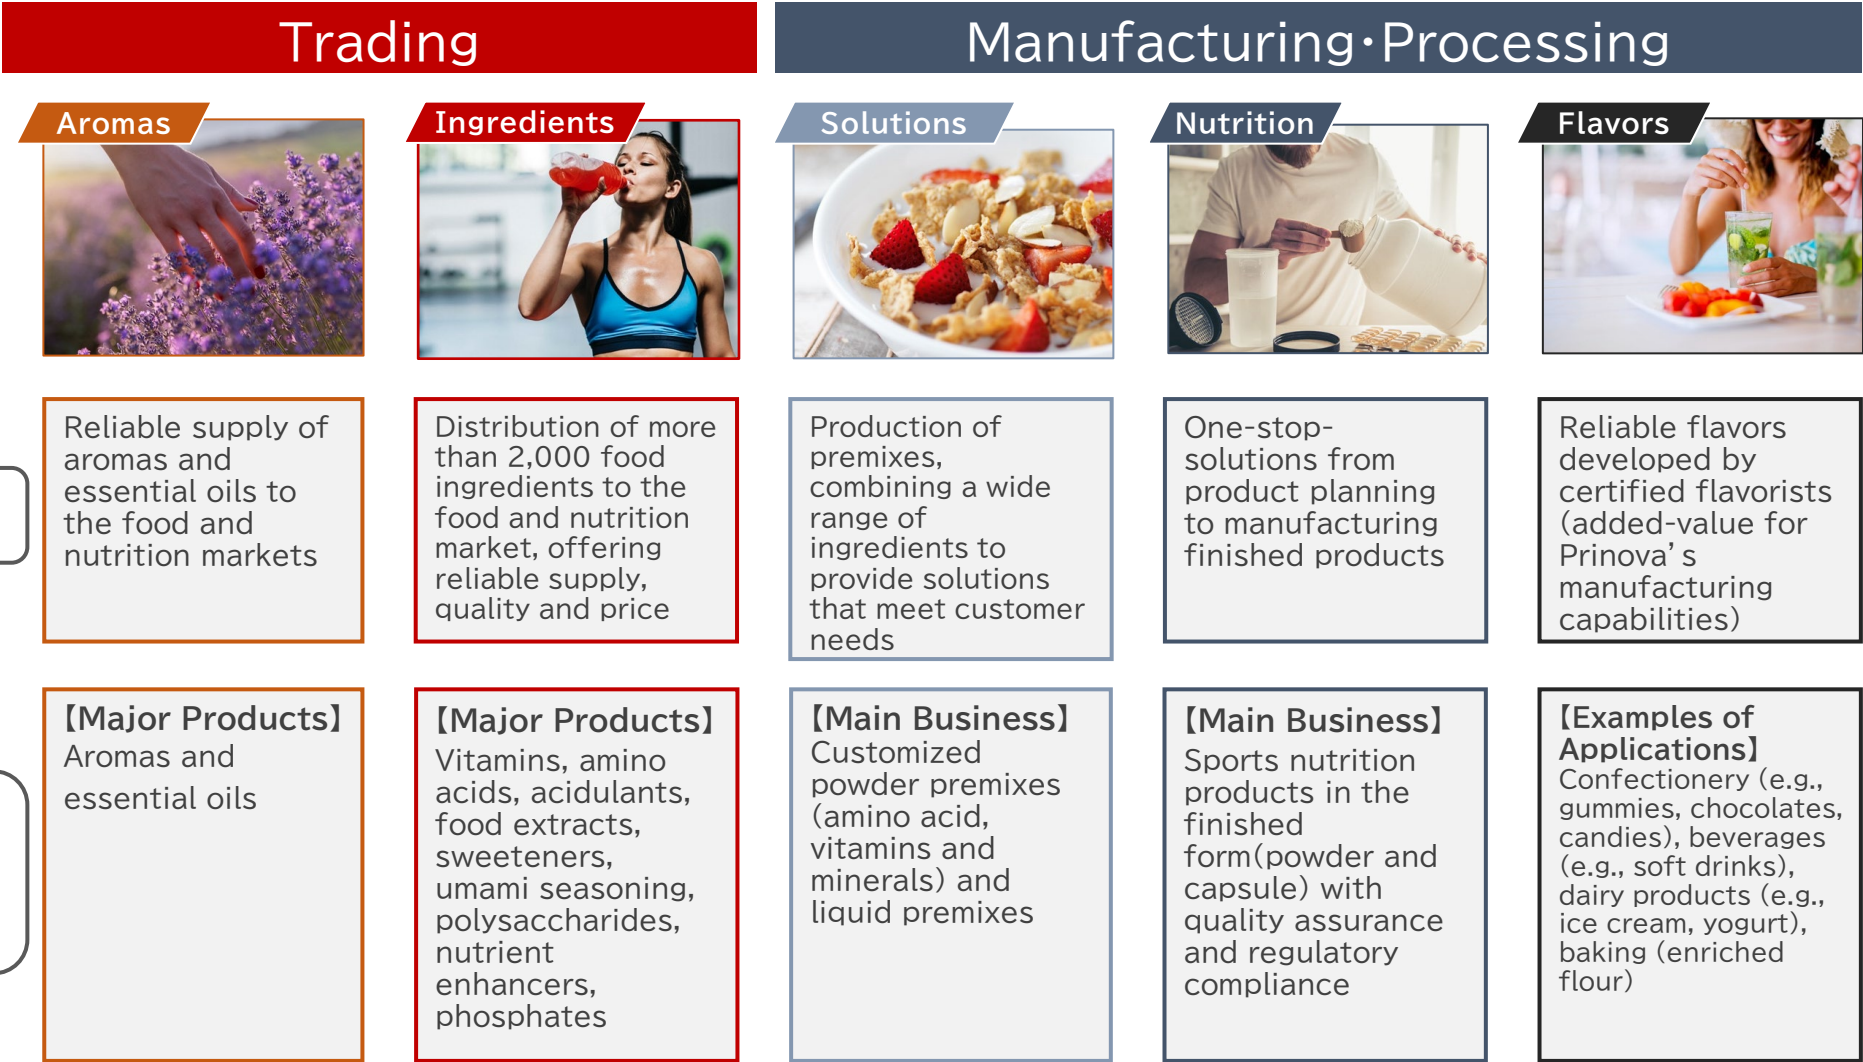 Trading
Manufacturing・Processing
Aromas
Ingredients
Solutions
Nutrition
Flavors
Reliable supply of
aromas and
essential oils to
the food and
nutrition markets
Distribution of more
than 2,000 food
ingredients to the
food and nutrition
market, offering
reliable supply,
quality and price
Production of
premixes,
combining a wide
range of
ingredients to
provide solutions
that meet customer
needs
One-stop-
solutions from
product planning
to manufacturing
finished products
Reliable flavors
developed by
certified flavorists
(added-value for
Prinova’s
manufacturing
capabilities)
【Major Products】
Aromas and
essential oils
【Major Products】
Vitamins, amino
acids, acidulants,
food extracts,
sweeteners,
umami seasoning,
polysaccharides,
nutrient
enhancers,
phosphates
【Main Business】
Customized
powder premixes
(amino acid,
vitamins and
minerals) and
liquid premixes
【Main Business】
Sports nutrition
products in the
finished
form(powder and
capsule) with
quality assurance
and regulatory
compliance
【Examples of
Applications】
Confectionery (e.g.,
gummies, chocolates,
candies), beverages
(e.g., soft drinks),
dairy products (e.g.,
ice cream, yogurt),
baking (enriched
flour)